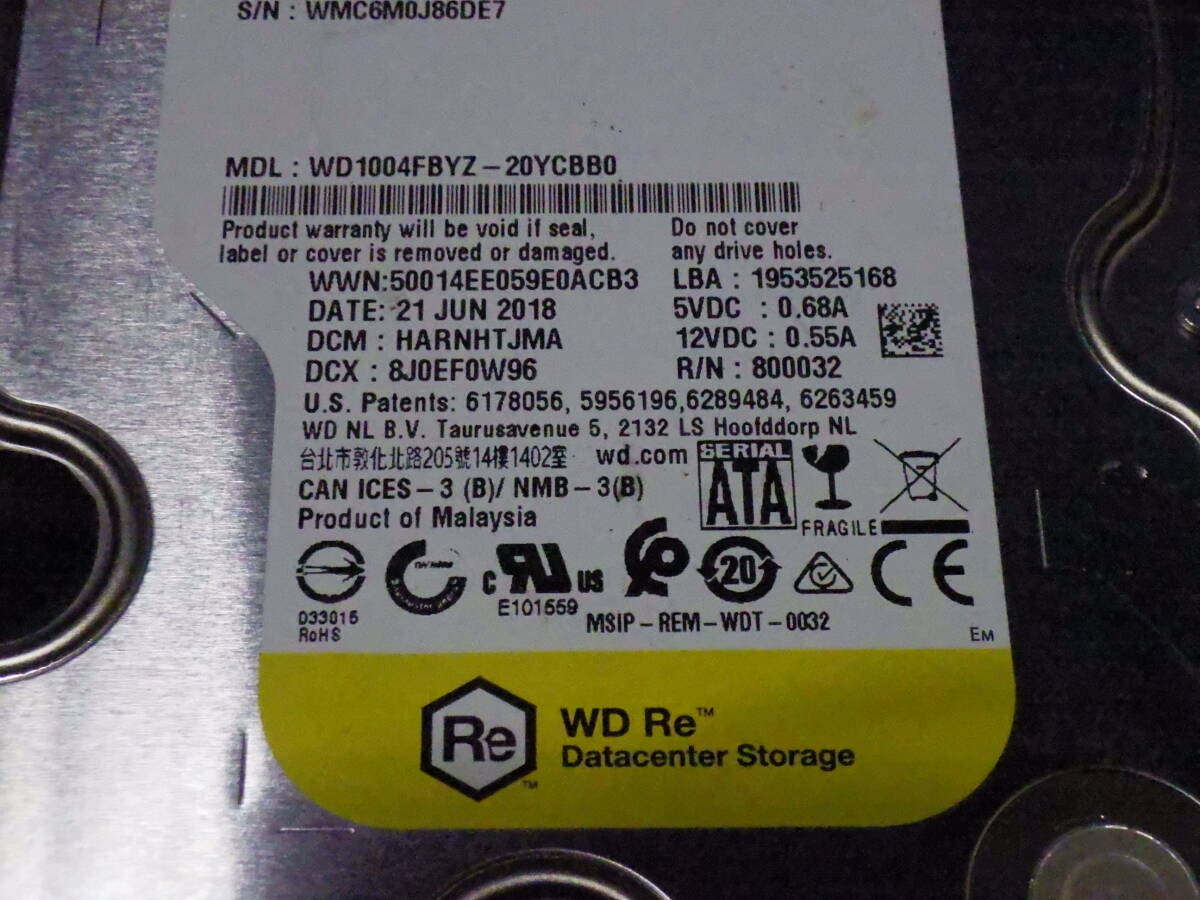 S/N : WMC6M0J86DE7
MDL : WD1004FBYZ – 20YCBB0
Product warranty will be void if seal,
label or cover is removed or damaged.
Do not cover
any drive holes.
WWN:50014EE059E0ACB3 LBA : 1953525168
DATE: 21 JUN 2018 5VDC : 0.68A
DCM : HARNHTJMA 12VDC : 0.55A
DCX : 8J0EF0W96 R/N : 800032
U.S. Patents: 6178056, 5956196,6289484, 6263459
WD NL B.V. Taurusavenue 5, 2132 LS Hoofddorp NL
台北市敦化北路205號14樓1402室 wd.com
SERIAL
ATA
FRAGILE
CAN ICES – 3 (B)/ NMB – 3(B)
Product of Malaysia
D33015
RoHS
C US
E101559
20
CE
MSIP – REM – WDT – 0032
EM
Re™
WD Re™
Datacenter Storage